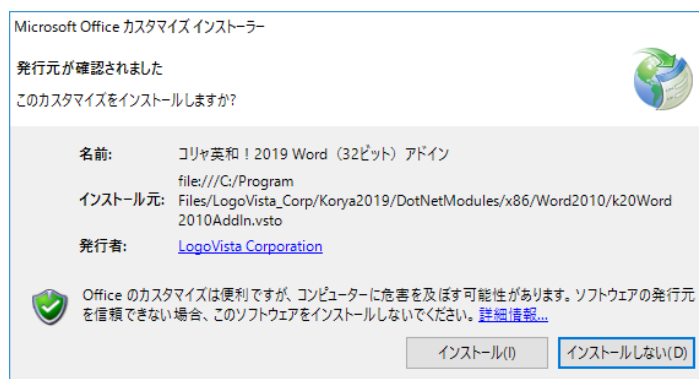 Microsoft Office カスタマイズ インストーラー
発行元が確認されました
このカスタマイズをインストールしますか?
名前: コリャ英和！2019 Word（32ビット）アドイン
file:///C:/Program
インストール元: Files/LogoVista_Corp/Korya2019/DotNetModules/x86/Word2010/k20Word
2010AddIn.vsto
発行者: LogoVista Corporation
Office のカスタマイズは便利ですが、コンピューターに危害を及ぼす可能性があります。ソフトウェアの発行元
を信頼できない場合、このソフトウェアをインストールしないでください。詳細情報...
インストール(I) インストールしない(D)